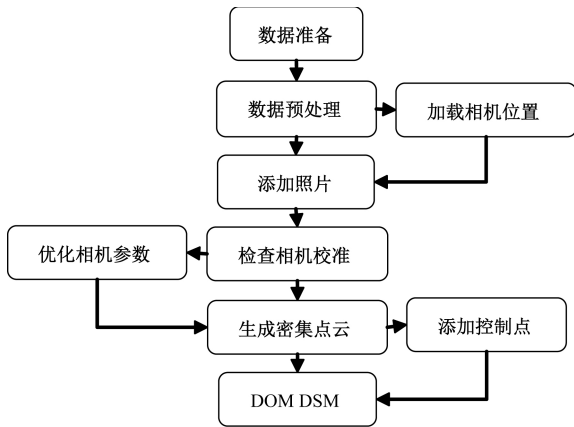 数据准备
数据预处理
加载相机位置
添加照片
优化相机参数
检查相机校准
生成密集点云
添加控制点
DOM DSM